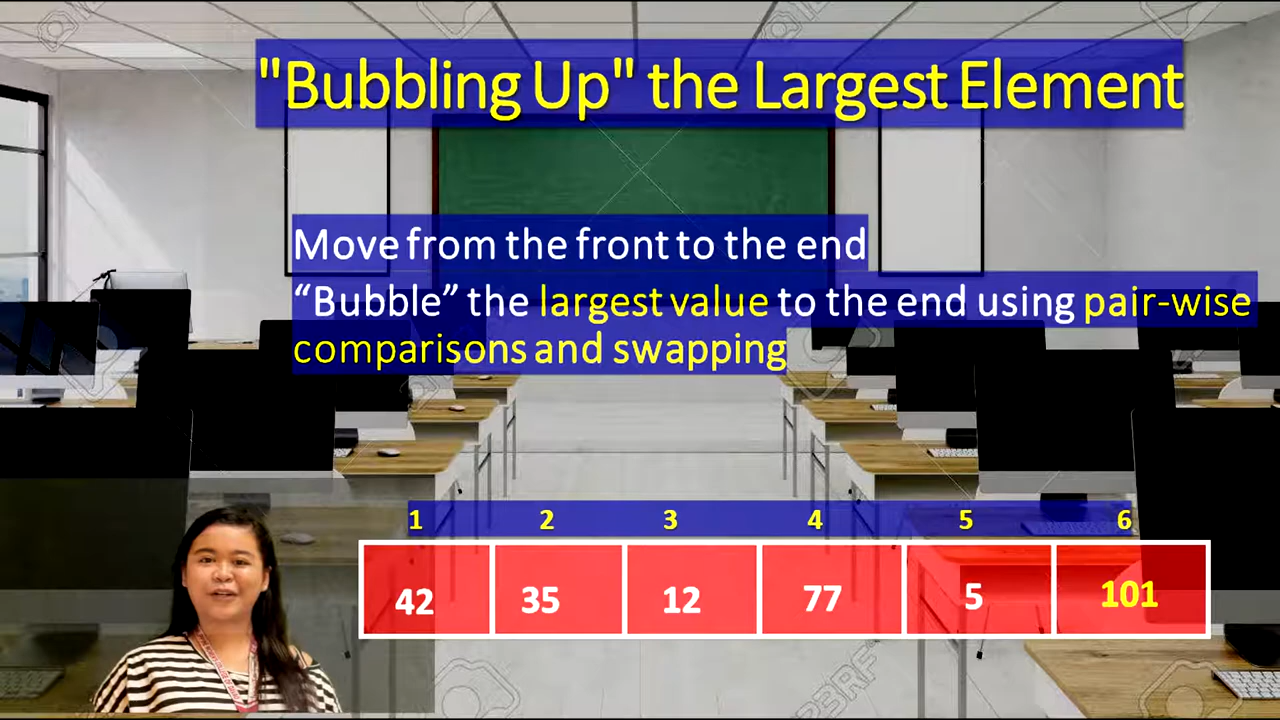 "Bubbling Up" the Largest Element
Move from the front to the end
“Bubble” the largest value to the end using pair-wise
comparisons and swapping
1 2 3 4 5 6
42 35 12 77 5 101